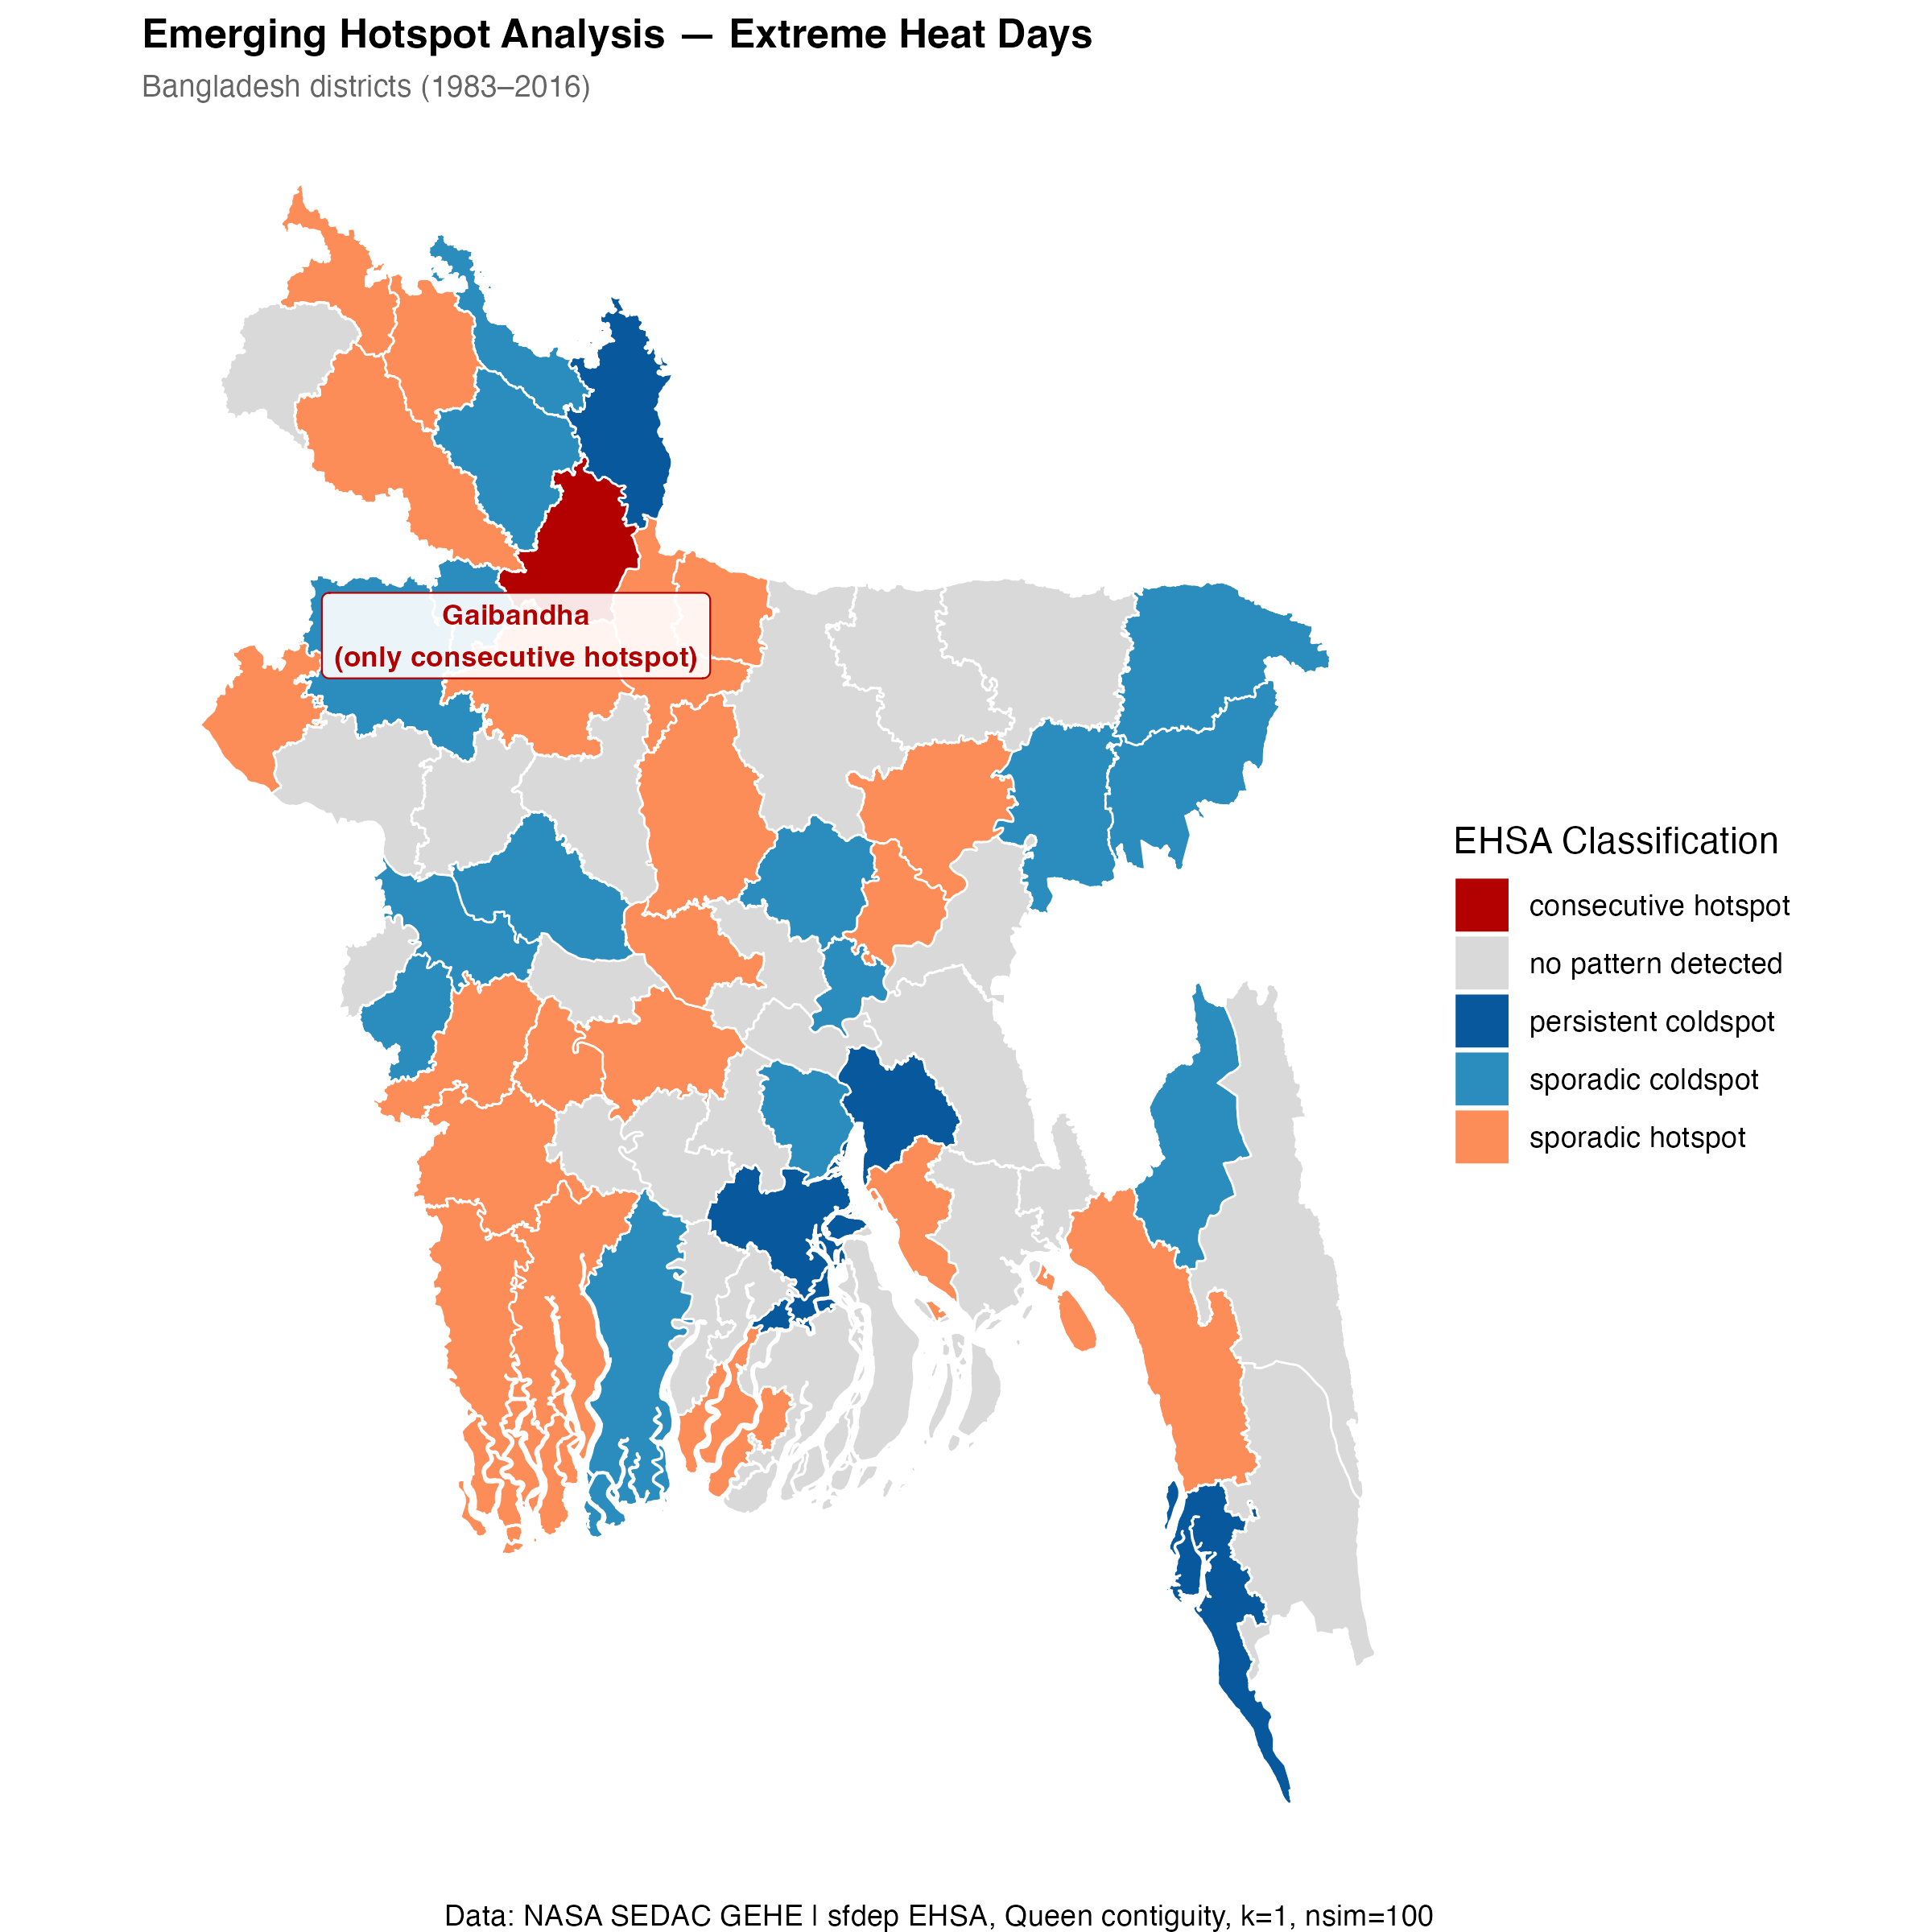 Emerging Hotspot Analysis — Extreme Heat Days
Bangladesh districts (1983–2016)
Gaibandha
(only consecutive hotspot)
EHSA Classification
consecutive hotspot
no pattern detected
persistent coldspot
sporadic coldspot
sporadic hotspot
Data: NASA SEDAC GEHE | sfdep EHSA, Queen contiguity, k=1, nsim=100